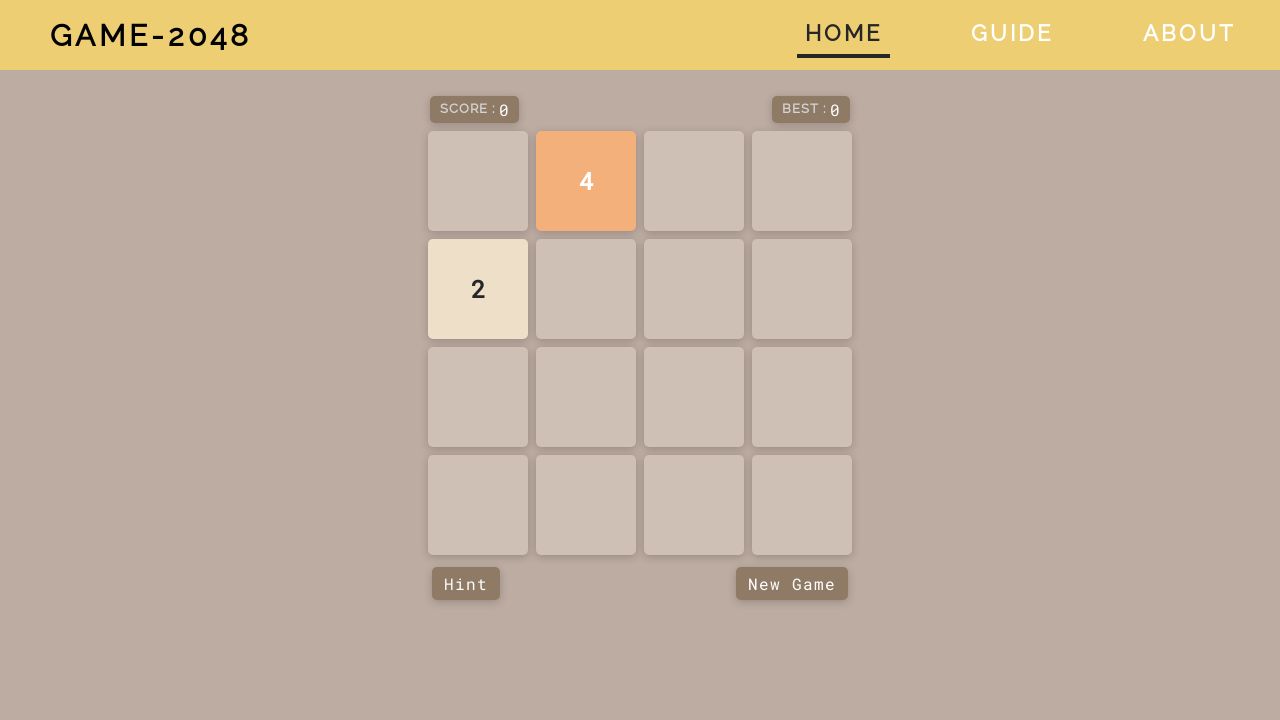 GAME-2048
HOME GUIDE ABOUT
SCORE : 0
BEST : 0
4
2
Hint
New Game